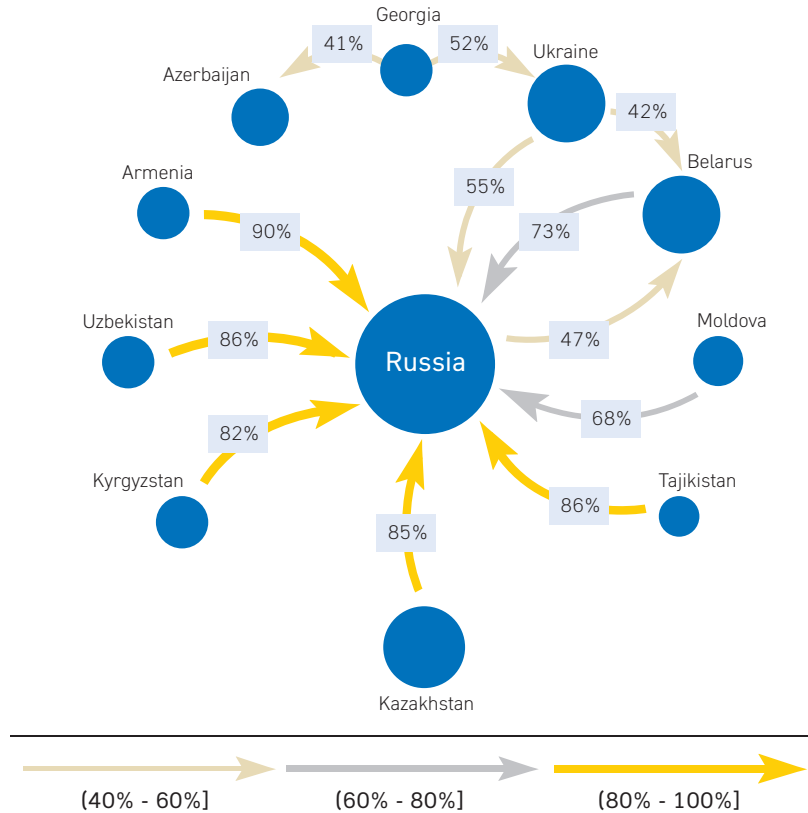 Georgia
41%
52%
Ukraine
Azerbaijan
42%
Belarus
Armenia
55%
90%
73%
Uzbekistan
86%
47%
Moldova
Russia
68%
82%
Kyrgyzstan
Tajikistan
86%
85%
Kazakhstan
(40% - 60%]
(60% - 80%]
(80% - 100%]